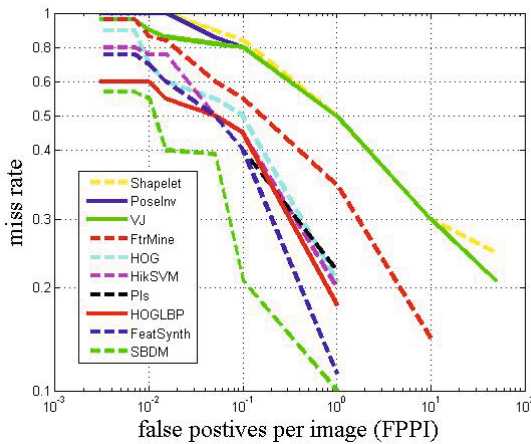 1
0.8
0.6
0.5
0.4
0.3
0.2
0.1
miss rate
Shapelet
PoseInv
VJ
FtrMine
HOG
HikSVM
Pls
HOGLBP
FeatSynth
SBDM
10^-3
10^-2
10^-1
10^0
10^1
10^2
false postives per image (FPPI)